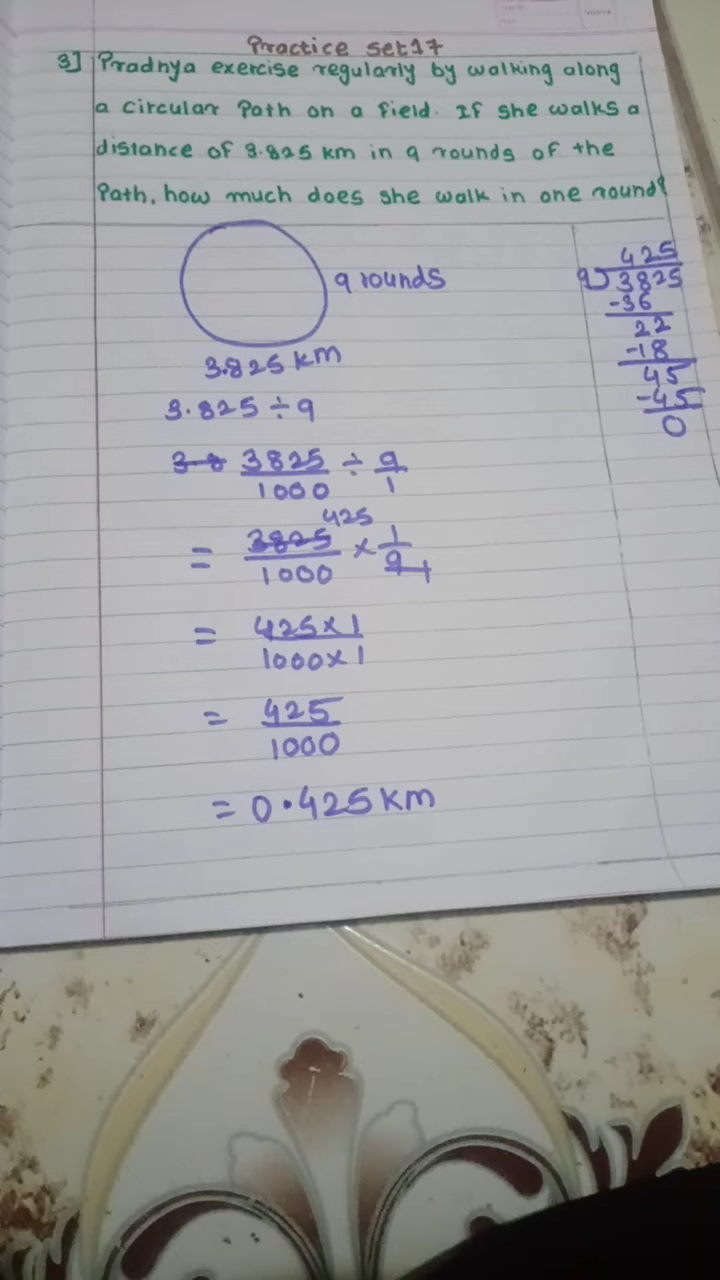 Practice set 17
3] Pradnya exercise regularly by walking along
a circular Path on a field. If she walks a
distance of 3.825 km in 9 rounds of the
Path, how much does she walk in one round?
9 rounds
3.825 km
3.825 ÷ 9
3825/1000 ÷ 9/1
425
= 3825/1000 × 1/9 1
= 425×1/1000×1
= 425/1000
= 0.425 km
425
9)3825
-36
22
-18
45
-45
0